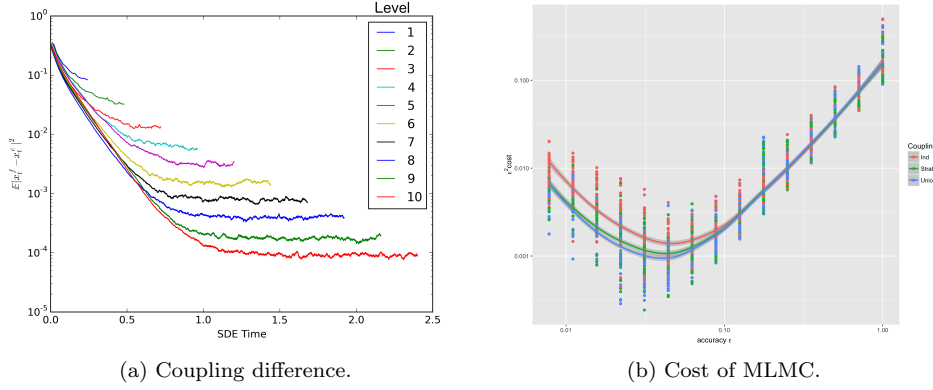 Level
1
2
3
4
5
6
7
8
9
10
10^0
10^-1
10^-2
10^-3
10^-4
10^-5
0.0 0.5 1.0 1.5 2.0 2.5
SDE Time
𝔼|x_t^f − x_t^c|^2
(a) Coupling difference.
0.100
0.010
0.001
ε²cost
0.01 0.10 1.00
accuracy ε
Couplin
Ind
Strat
Unio
(b) Cost of MLMC.